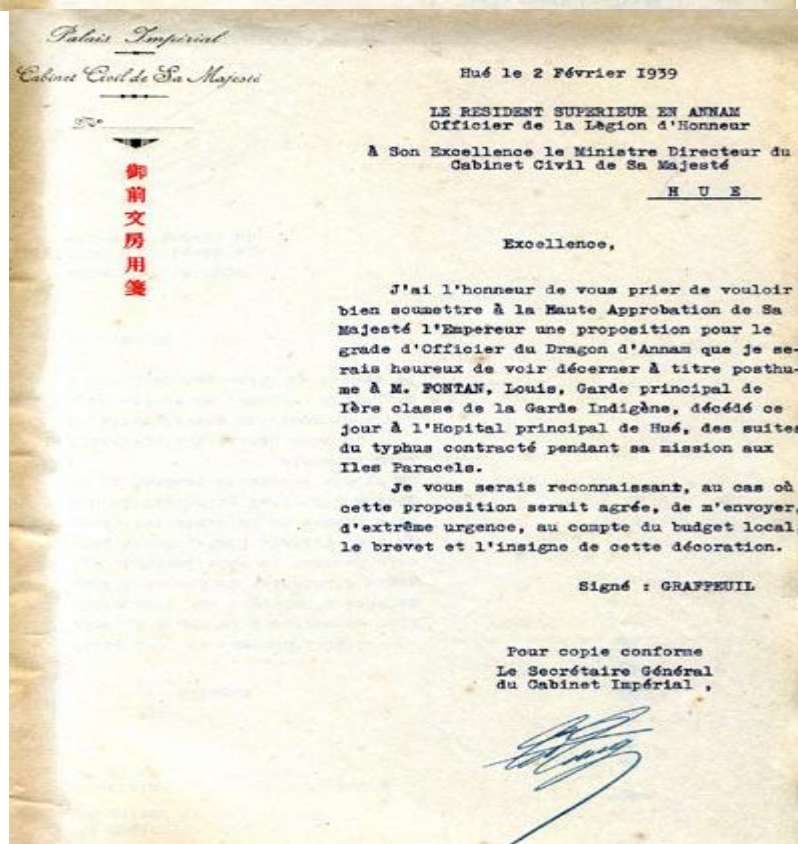 Palais Impérial
Cabinet Civil de Sa Majesté
N°
御前文房用箋
Hué le 2 Février I939
LE RESIDENT SUPERIEUR EN ANNAM
Officier de la Lègion d'Honneur
À Son Excellence le Ministre Directeur du
Cabinet Civil de Sa Majesté
H U E
Excellence,
J'ai l'honneur de vous prier de vouloir
bien soumettre à la Haute Approbation de Sa
Majesté l'Empereur une proposition pour le
grade d'Officier du Dragon d'Annam que je se-
rais heureux de voir décerner à titre posthu-
me à M. FONTAN, Louis, Garde principal de
Ière classe de la Garde Indigène, décédé ce
jour à l'Hopital principal de Hué, des suites
du typhus contracté pendant sa mission aux
Iles Paracels.
Je vous serais reconnaissant, au cas où
cette proposition serait agrée, de m'envoyer,
d'extrême urgence, au compte du budget local,
le brevet et l'insigne de cette décoration.
Signé : GRAFFEUIL
Pour copie conforme
Le Secrétaire Général
du Cabinet Impérial ,